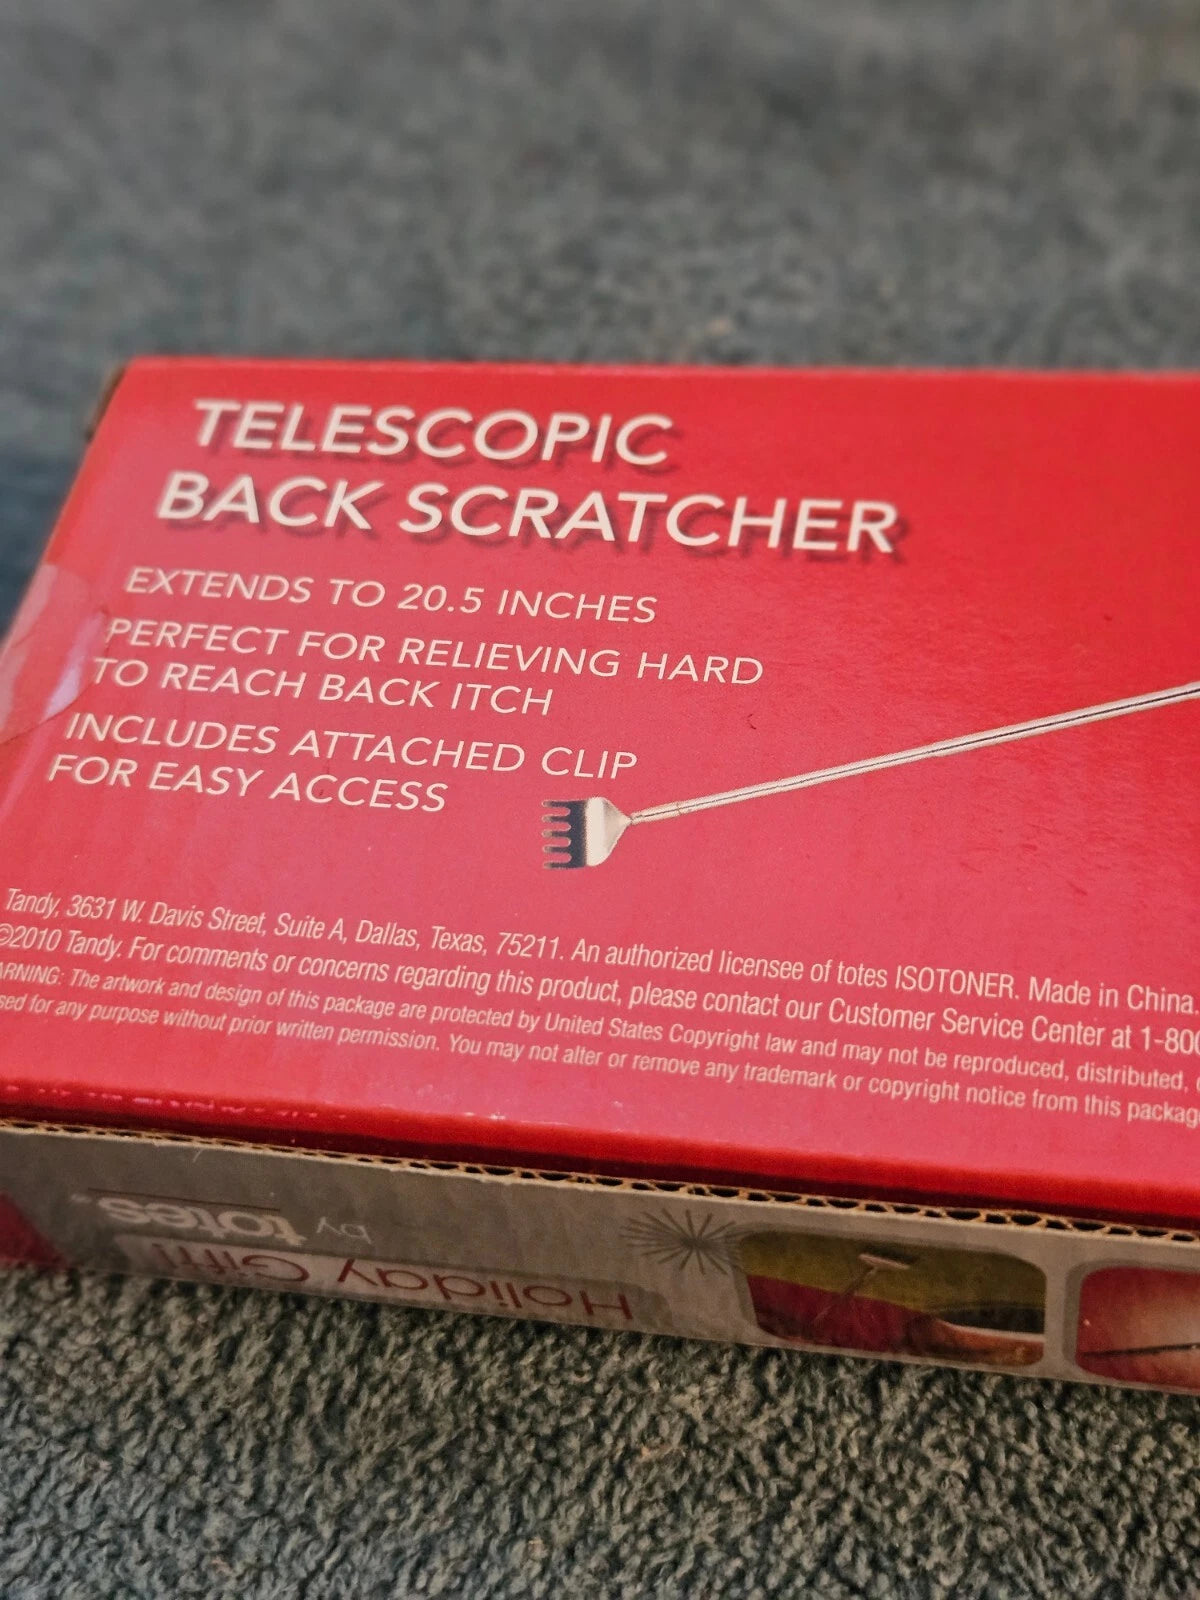 TELESCOPIC
BACK SCRATCHER
EXTENDS TO 20.5 INCHES
PERFECT FOR RELIEVING HARD
TO REACH BACK ITCH
INCLUDES ATTACHED CLIP
FOR EASY ACCESS
Tandy, 3631 W. Davis Street, Suite A, Dallas, Texas, 75211. An authorized licensee of totes ISOTONER. Made in China.
©2010 Tandy. For comments or concerns regarding this product, please contact our Customer Service Center at 1-800
ARNING: The artwork and design of this package are protected by United States Copyright law and may not be reproduced, distributed,
sed for any purpose without prior written permission. You may not alter or remove any trademark or copyright notice from this packag
Holiday Gift!
by totes